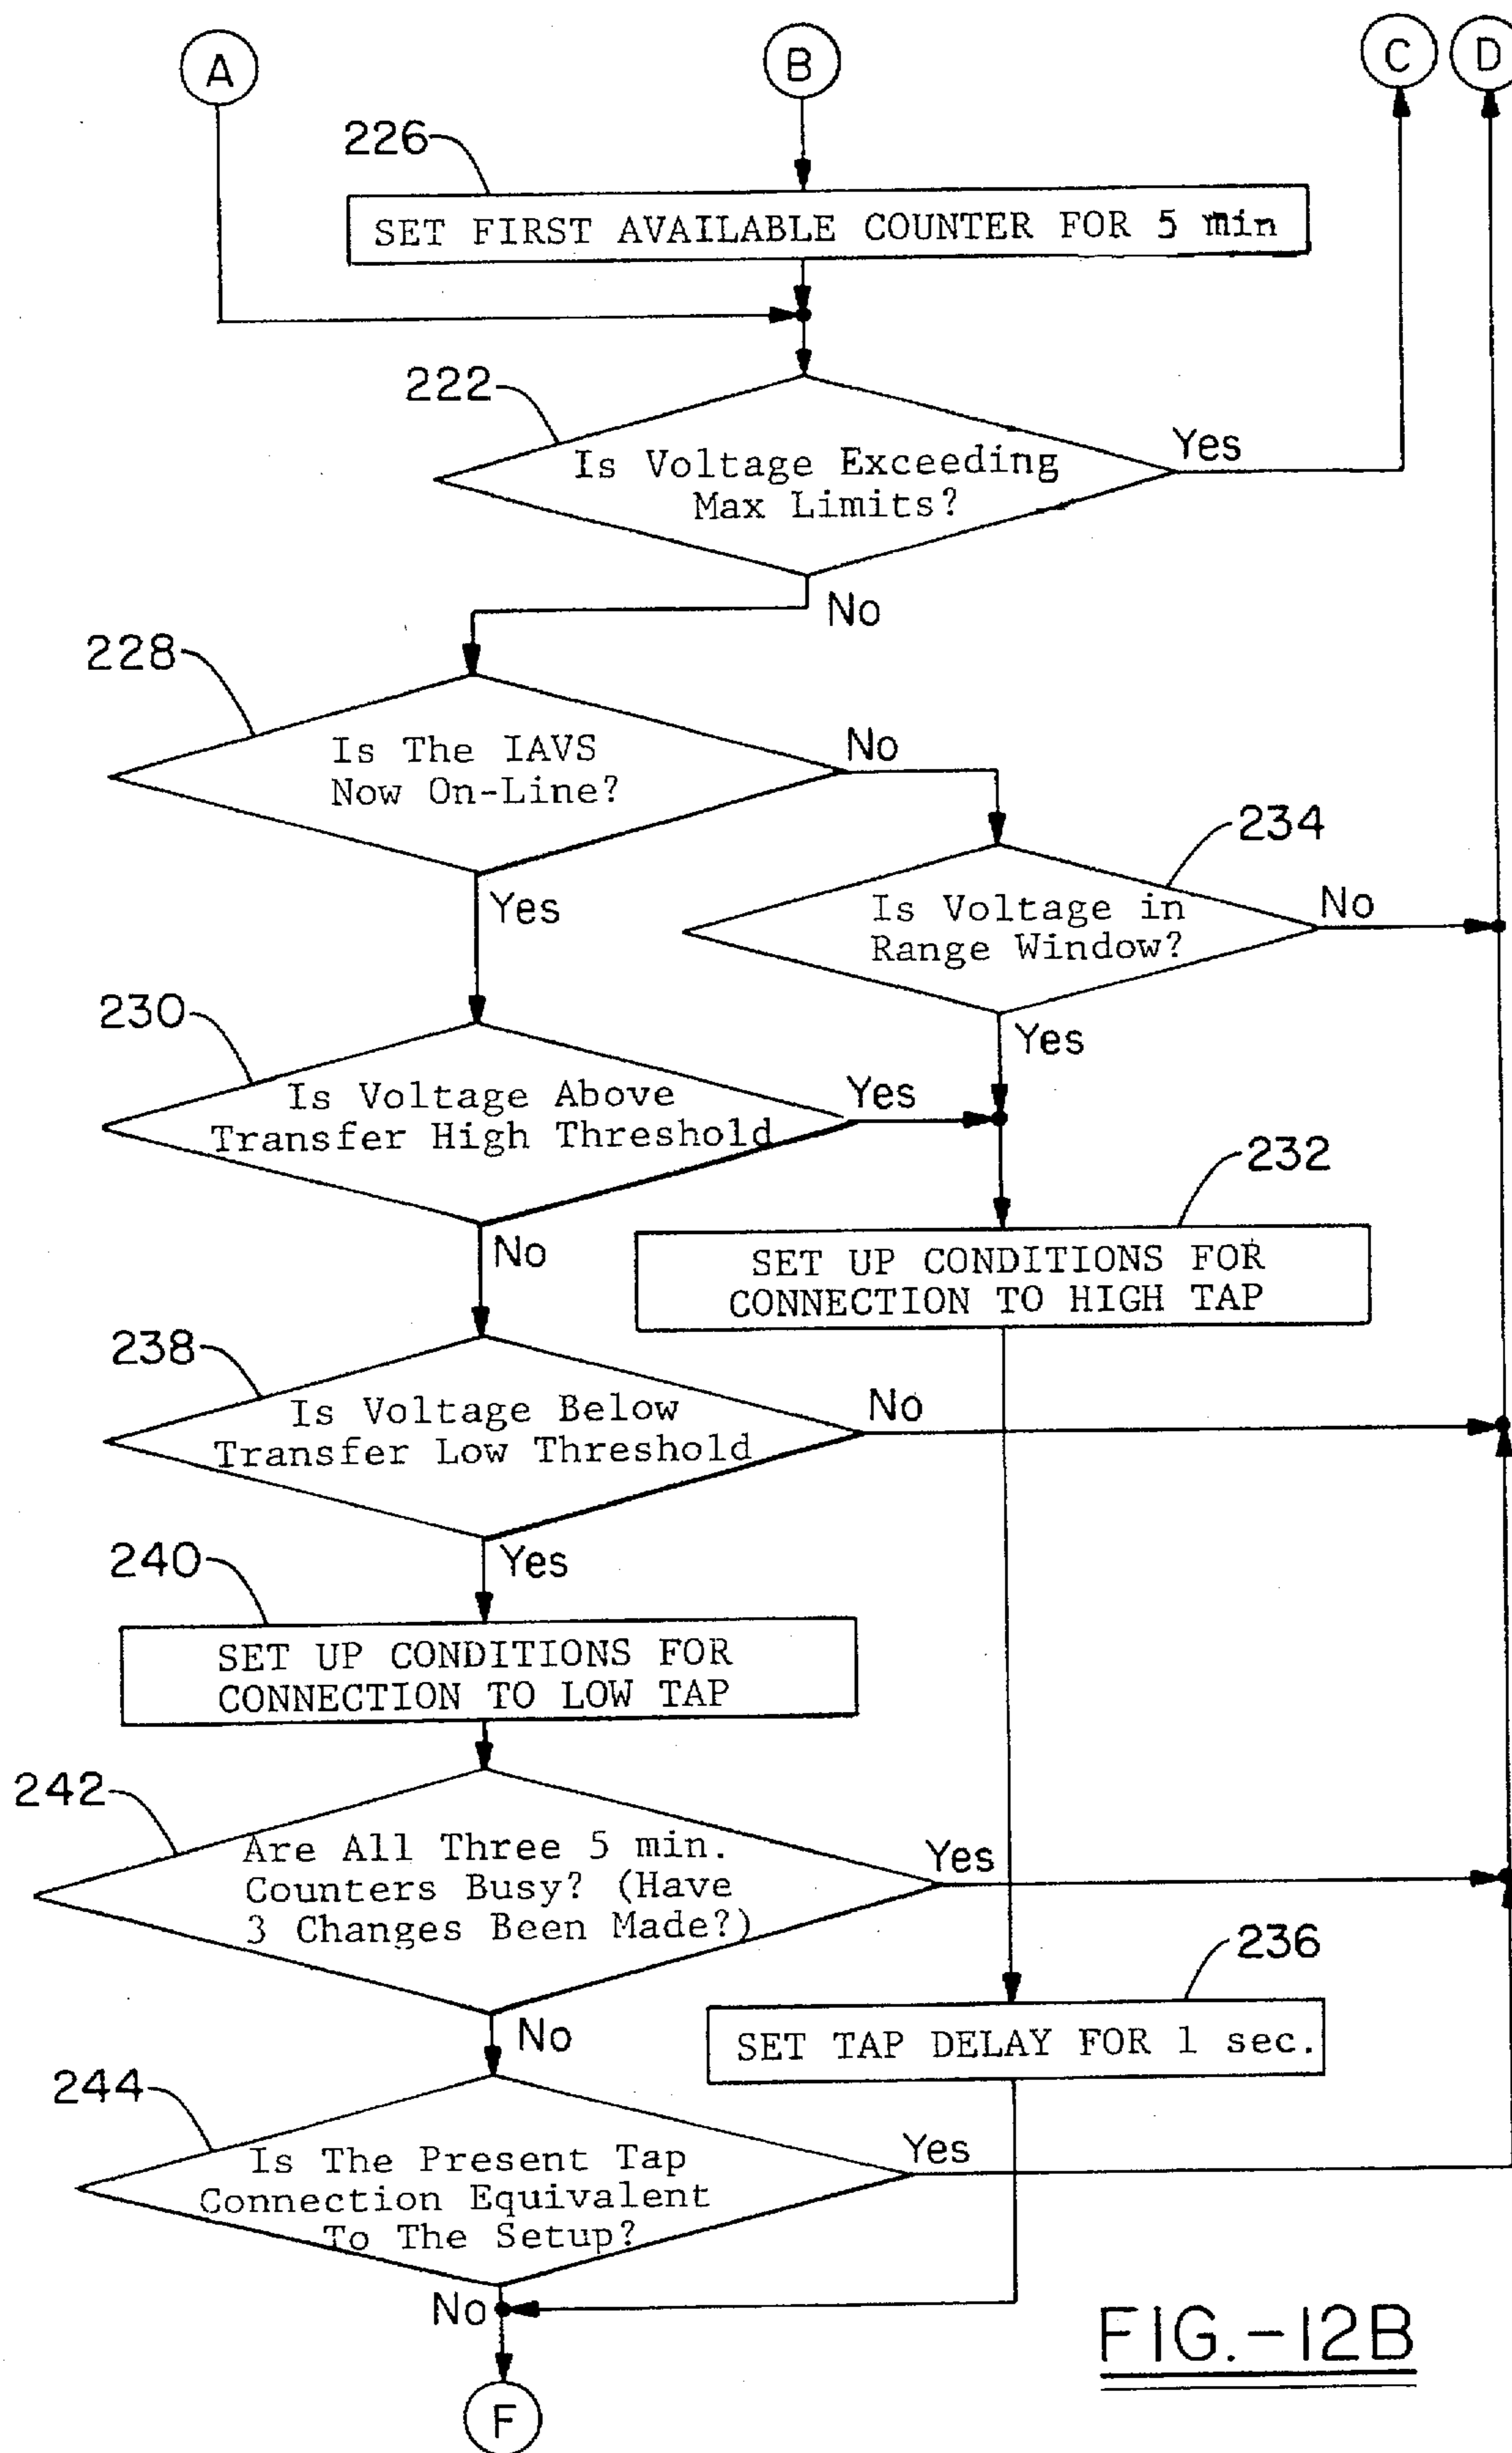 A
B
C
D
226
SET FIRST AVAILABLE COUNTER FOR 5 min
222
Is Voltage Exceeding
Max Limits?
Yes
No
228
Is The IAVS
Now On-Line?
No
Yes
234
Is Voltage in
Range Window?
No
Yes
230
Is Voltage Above
Transfer High Threshold
Yes
No
232
SET UP CONDITIONS FOR
CONNECTION TO HIGH TAP
238
Is Voltage Below
Transfer Low Threshold
No
Yes
240
SET UP CONDITIONS FOR
CONNECTION TO LOW TAP
242
Are All Three 5 min.
Counters Busy? (Have
3 Changes Been Made?)
Yes
No
236
SET TAP DELAY FOR 1 sec.
244
Is The Present Tap
Connection Equivalent
To The Setup?
Yes
No
F
FIG.-12B